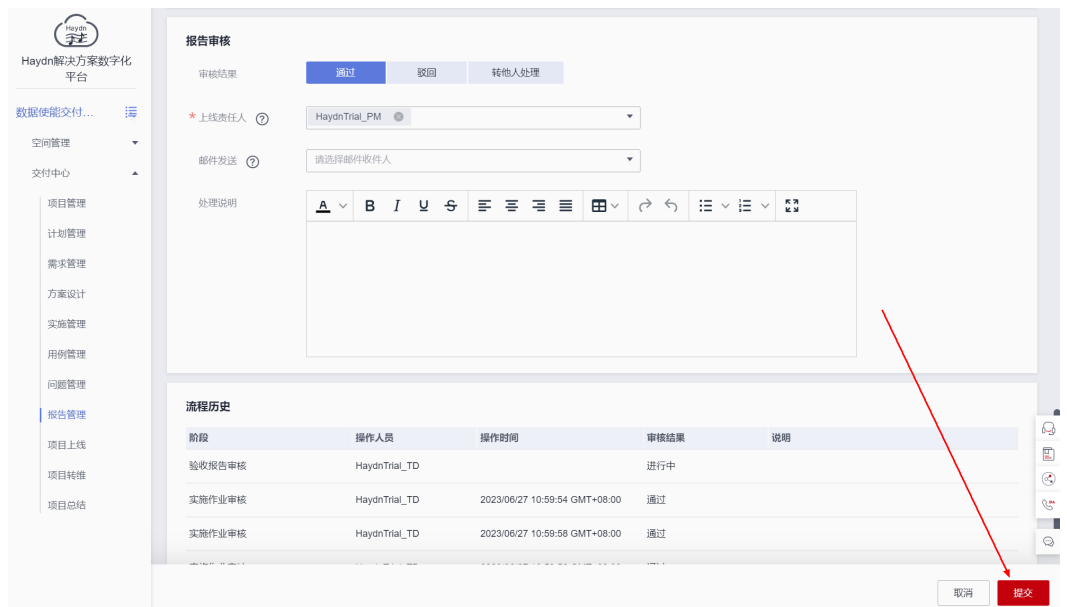 Haydn
Haydn解决方案数字化
平台
数据使能交付...
空间管理
交付中心
项目管理
计划管理
需求管理
方案设计
实施管理
用例管理
问题管理
报告管理
项目上线
项目转维
项目总结
报告审核
审核结果
通过
驳回
转他人处理
* 上线责任人 ?
HaydnTrial_PM
邮件发送 ?
请选择邮件收件人
处理说明
A B I U S
流程历史
阶段 操作人员 操作时间 审核结果 说明
验收报告审核 HaydnTrial_TD 进行中
实施作业审核 HaydnTrial_TD 2023/06/27 10:59:54 GMT+08:00 通过
实施作业审核 HaydnTrial_TD 2023/06/27 10:59:58 GMT+08:00 通过
取消
提交